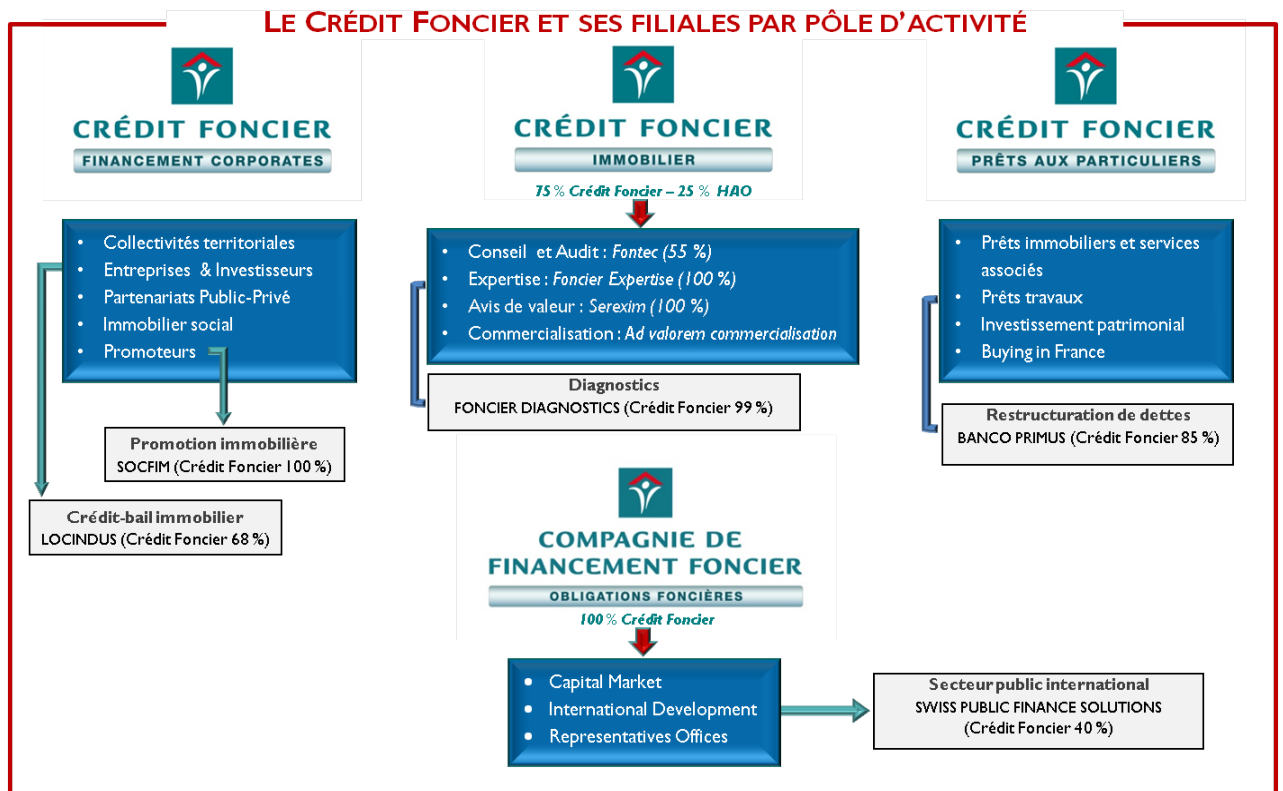 LE CRÉDIT FONCIER ET SES FILIALES PAR PÔLE D'ACTIVITÉ
CRÉDIT FONCIER
FINANCEMENT CORPORATES
• Collectivités territoriales
• Entreprises & Investisseurs
• Partenariats Public-Privé
• Immobilier social
• Promoteurs
Promotion immobilière
SOCFIM (Crédit Foncier 100 %)
Crédit-bail immobilier
LOCINDUS (Crédit Foncier 68 %)
CRÉDIT FONCIER
IMMOBILIER
75 % Crédit Foncier – 25 % HAO
• Conseil et Audit : Fontec (55 %)
• Expertise : Foncier Expertise (100 %)
• Avis de valeur : Serexim (100 %)
• Commercialisation : Ad valorem commercialisation
Diagnostics
FONCIER DIAGNOSTICS (Crédit Foncier 99 %)
CRÉDIT FONCIER
PRÊTS AUX PARTICULIERS
• Prêts immobiliers et services
associés
• Prêts travaux
• Investissement patrimonial
• Buying in France
Restructuration de dettes
BANCO PRIMUS (Crédit Foncier 85 %)
COMPAGNIE DE
FINANCEMENT FONCIER
OBLIGATIONS FONCIÈRES
100 % Crédit Foncier
• Capital Market
• International Development
• Representatives Offices
Secteur public international
SWISS PUBLIC FINANCE SOLUTIONS
(Crédit Foncier 40 %)